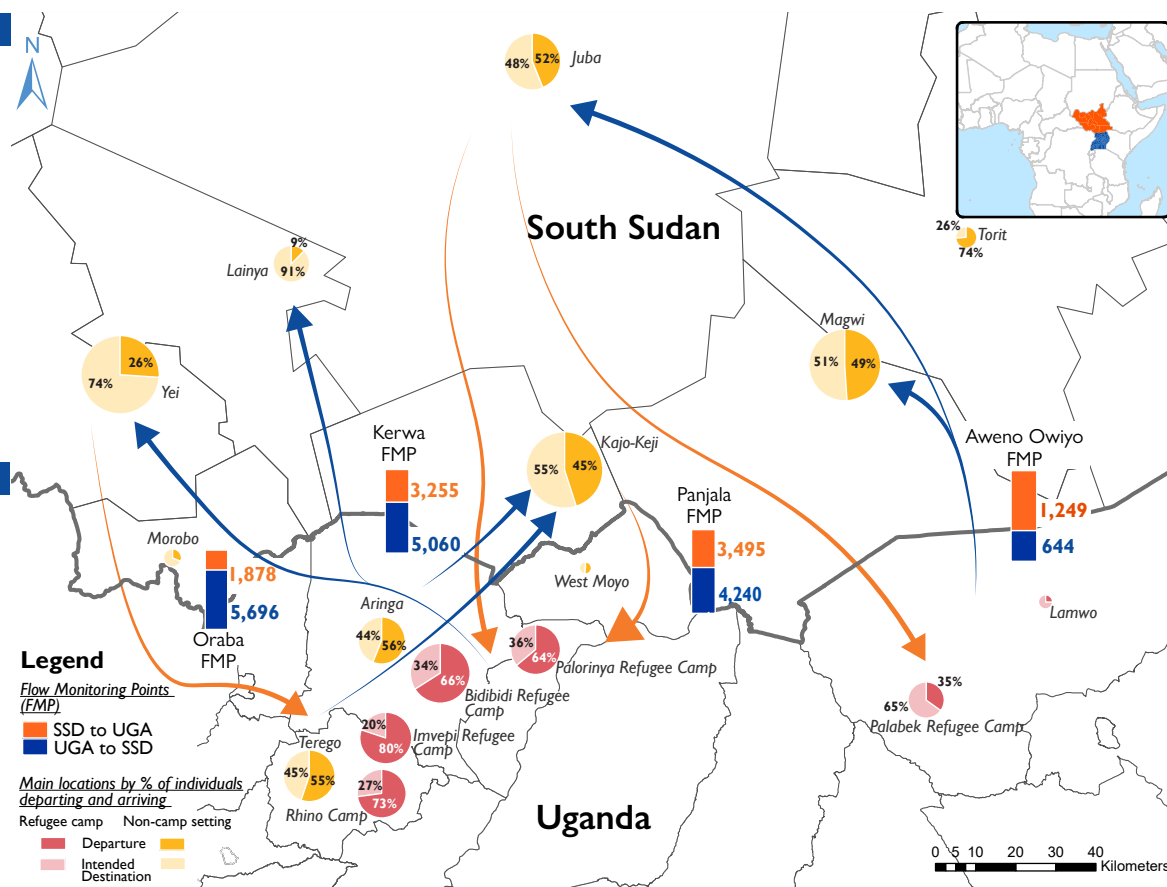 N
Juba
48%
52%
South Sudan
26%
Torit
74%
9%
Lainya
91%
Magwi
51%
49%
26%
74%
Yei
Kerwa
FMP
3,255
5,060
Kajo-Keji
55%
45%
Aweno Owiyo
FMP
1,249
644
Panjala
FMP
3,495
4,240
Morobo
1,878
5,696
Oraba
FMP
West Moyo
Aringa
44%
56%
Lamwo
36%
64%
Palorinya Refugee Camp
34%
66%
Bidibidi Refugee
Camp
35%
65%
Palabek Refugee Camp
20%
80%
Imvepi Refugee
Camp
Terego
45%
55%
27%
73%
Rhino Camp
Uganda
Legend
Flow Monitoring Points
(FMP)
SSD to UGA
UGA to SSD
Main locations by % of individuals
departing and arriving
Refugee camp Non-camp setting
Departure
Intended
Destination
0 5 10 20 30 40
Kilometers